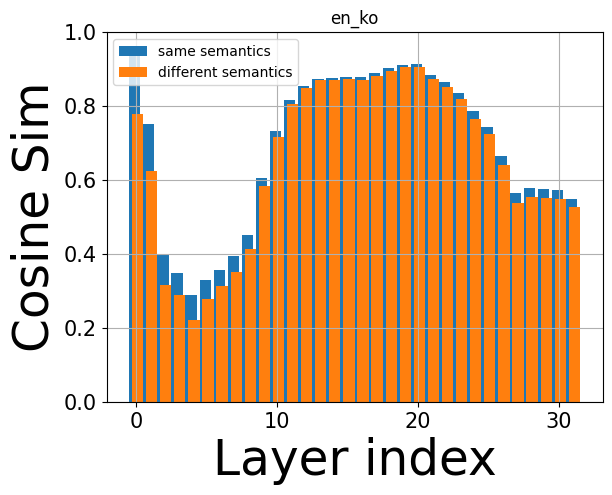 en_ko
same semantics
different semantics
1.0
0.8
0.6
0.4
0.2
0.0
Cosine Sim
0 10 20 30
Layer index